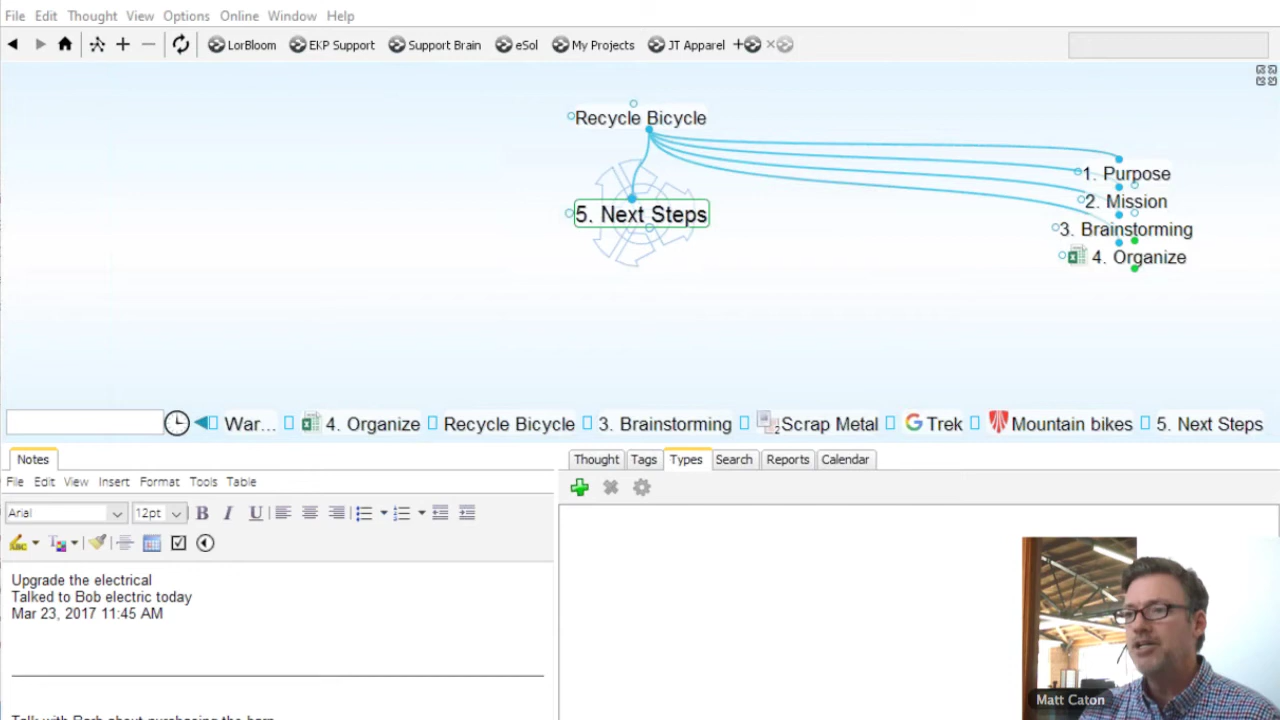 File Edit Thought View Options Online Window Help
LorBloom EKP Support Support Brain eSol My Projects JT Apparel
Recycle Bicycle
1. Purpose
5. Next Steps
2. Mission
3. Brainstorming
4. Organize
War... 4. Organize Recycle Bicycle 3. Brainstorming 2 Scrap Metal Trek Mountain bikes 5. Next Steps
Notes
Thought Tags Types Search Reports Calendar
File Edit View Insert Format Tools Table
Arial 12pt B I U
ABC T
Upgrade the electrical
Talked to Bob electric today
Mar 23, 2017 11:45 AM
Matt Caton